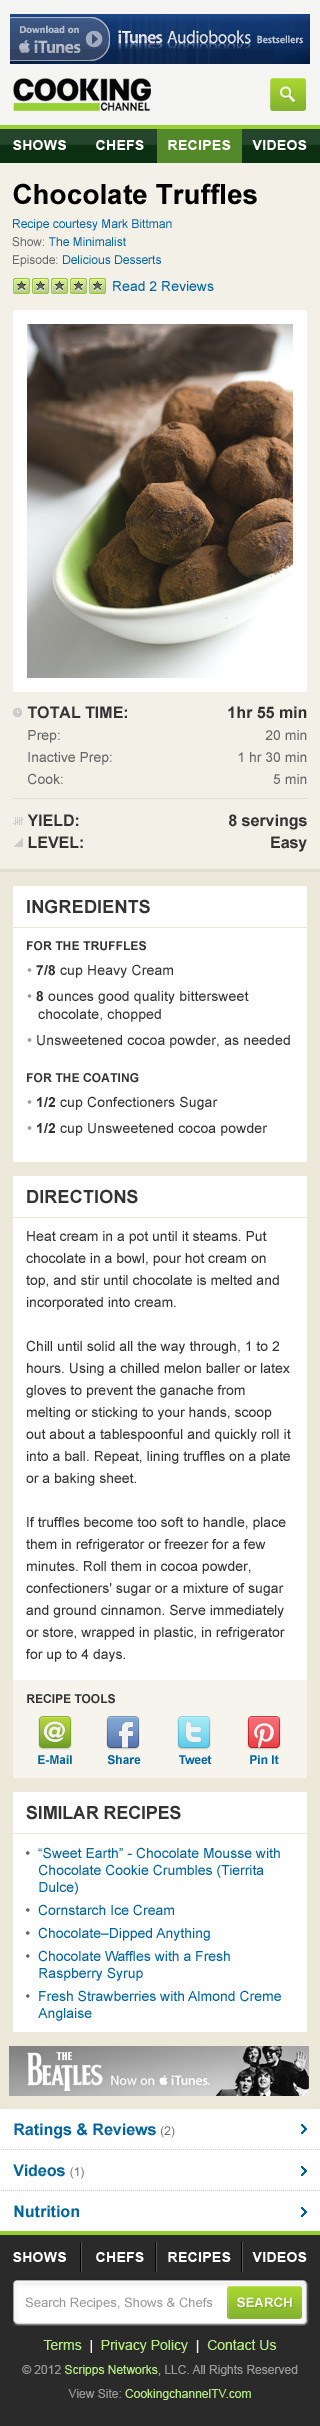 Download on
iTunes
iTunes Audiobooks Bestsellers
COOKING
CHANNEL
SHOWS CHEFS RECIPES VIDEOS
Chocolate Truffles
Recipe courtesy Mark Bittman
Show: The Minimalist
Episode: Delicious Desserts
Read 2 Reviews
TOTAL TIME: 1hr 55 min
Prep: 20 min
Inactive Prep: 1 hr 30 min
Cook: 5 min
YIELD: 8 servings
LEVEL: Easy
INGREDIENTS
FOR THE TRUFFLES
• 7/8 cup Heavy Cream
• 8 ounces good quality bittersweet
chocolate, chopped
• Unsweetened cocoa powder, as needed
FOR THE COATING
• 1/2 cup Confectioners Sugar
• 1/2 cup Unsweetened cocoa powder
DIRECTIONS
Heat cream in a pot until it steams. Put
chocolate in a bowl, pour hot cream on
top, and stir until chocolate is melted and
incorporated into cream.
Chill until solid all the way through, 1 to 2
hours. Using a chilled melon baller or latex
gloves to prevent the ganache from
melting or sticking to your hands, scoop
out about a tablespoonful and quickly roll it
into a ball. Repeat, lining truffles on a plate
or a baking sheet.
If truffles become too soft to handle, place
them in refrigerator or freezer for a few
minutes. Roll them in cocoa powder,
confectioners' sugar or a mixture of sugar
and ground cinnamon. Serve immediately
or store, wrapped in plastic, in refrigerator
for up to 4 days.
RECIPE TOOLS
E-Mail Share Tweet Pin It
SIMILAR RECIPES
• “Sweet Earth” - Chocolate Mousse with
Chocolate Cookie Crumbles (Tierrita
Dulce)
• Cornstarch Ice Cream
• Chocolate–Dipped Anything
• Chocolate Waffles with a Fresh
Raspberry Syrup
• Fresh Strawberries with Almond Creme
Anglaise
THE
BEATLES Now on iTunes.
Ratings & Reviews (2)
Videos (1)
Nutrition
SHOWS CHEFS RECIPES VIDEOS
Search Recipes, Shows & Chefs SEARCH
Terms | Privacy Policy | Contact Us
© 2012 Scripps Networks, LLC. All Rights Reserved
View Site: CookingchannelTV.com